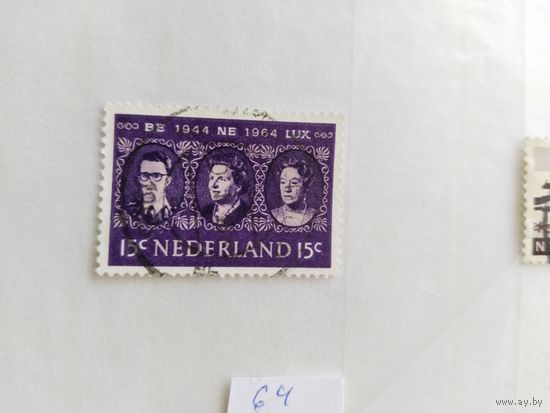 BE 1944 NE 1964 LUX
15c NEDERLAND 15c
N
64
www.ay.by